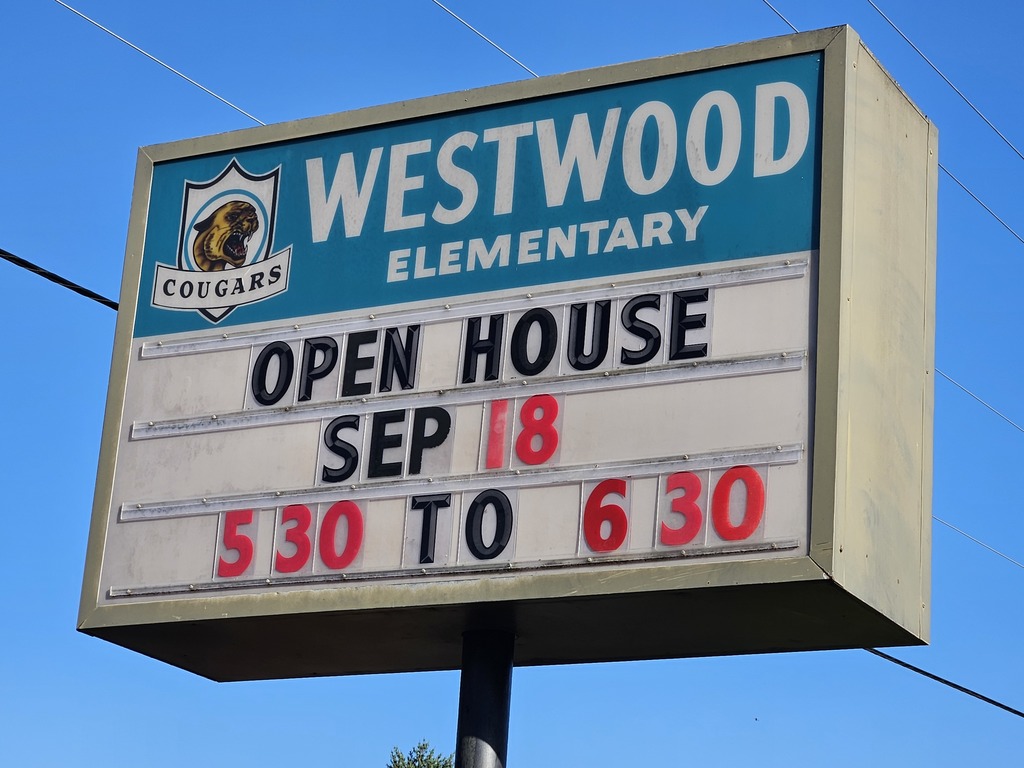 WESTWOOD
ELEMENTARY
COUGARS
OPEN HOUSE
SEP 18
530 TO 630